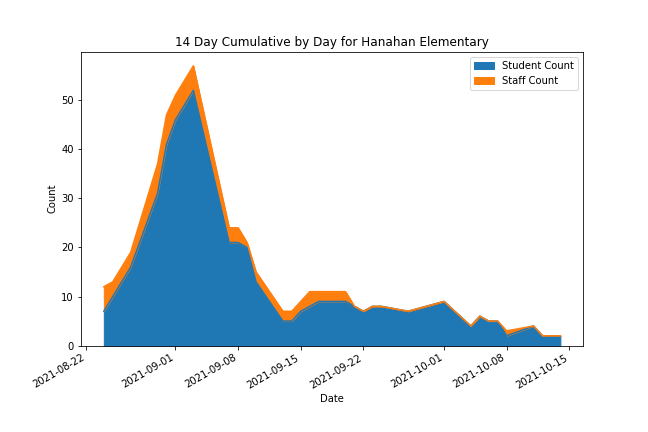 14 Day Cumulative by Day for Hanahan Elementary
Student Count
Staff Count
50
40
30
20
10
0
Count
2021-08-22
2021-09-01
2021-09-08
2021-09-15
2021-09-22
2021-10-01
2021-10-08
2021-10-15
Date